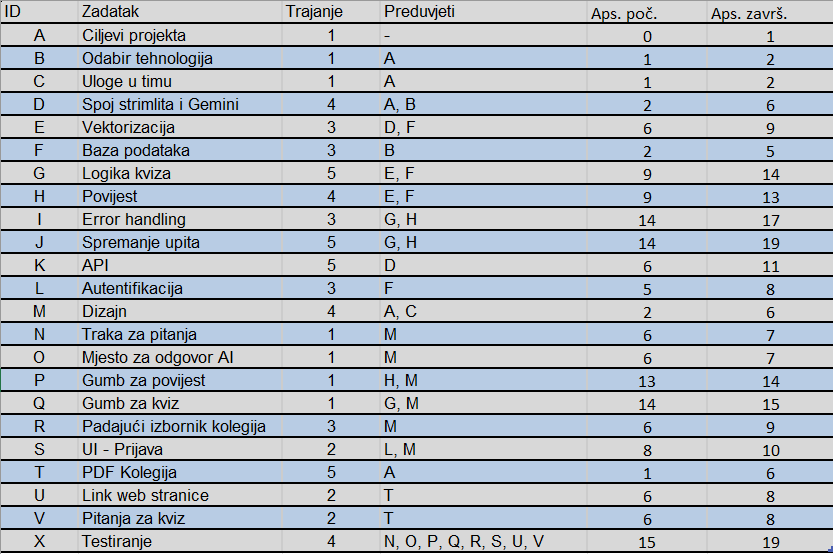 ID Zadatak Trajanje Preduvjeti Aps. poč. Aps. završ.
A Ciljevi projekta 1 - 0 1
B Odabir tehnologija 1 A 1 2
C Uloge u timu 1 A 1 2
D Spoj strimlita i Gemini 4 A, B 2 6
E Vektorizacija 3 D, F 6 9
F Baza podataka 3 B 2 5
G Logika kviza 5 E, F 9 14
H Povijest 4 E, F 9 13
I Error handling 3 G, H 14 17
J Spremanje upita 5 G, H 14 19
K API 5 D 6 11
L Autentifikacija 3 F 5 8
M Dizajn 4 A, C 2 6
N Traka za pitanja 1 M 6 7
O Mjesto za odgovor AI 1 M 6 7
P Gumb za povijest 1 H, M 13 14
Q Gumb za kviz 1 G, M 14 15
R Padajući izbornik kolegija 3 M 6 9
S UI - Prijava 2 L, M 8 10
T PDF Kolegija 5 A 1 6
U Link web stranice 2 T 6 8
V Pitanja za kviz 2 T 6 8
X Testiranje 4 N, O, P, Q, R, S, U, V 15 19